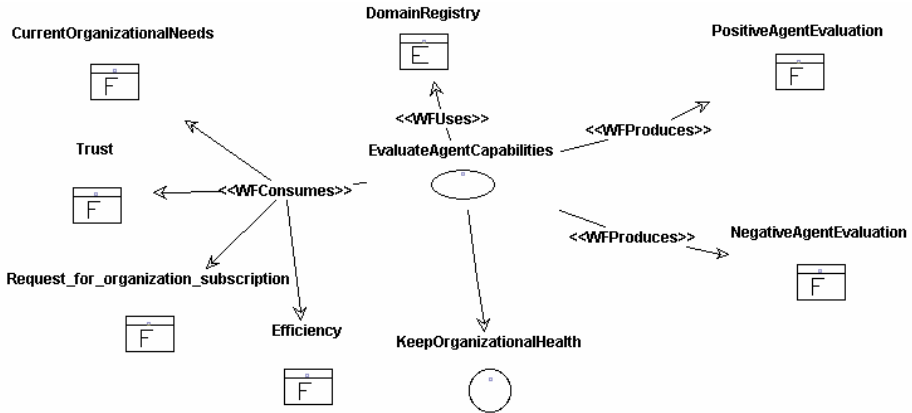 DomainRegistry
E
CurrentOrganizationalNeeds
F
PositiveAgentEvaluation
F
<<WFUses>>
<<WFProduces>>
Trust
F
EvaluateAgentCapabilities
<<WFConsumes>>
<<WFProduces>>
NegativeAgentEvaluation
F
Request_for_organization_subscription
F
Efficiency
F
KeepOrganizationalHealth